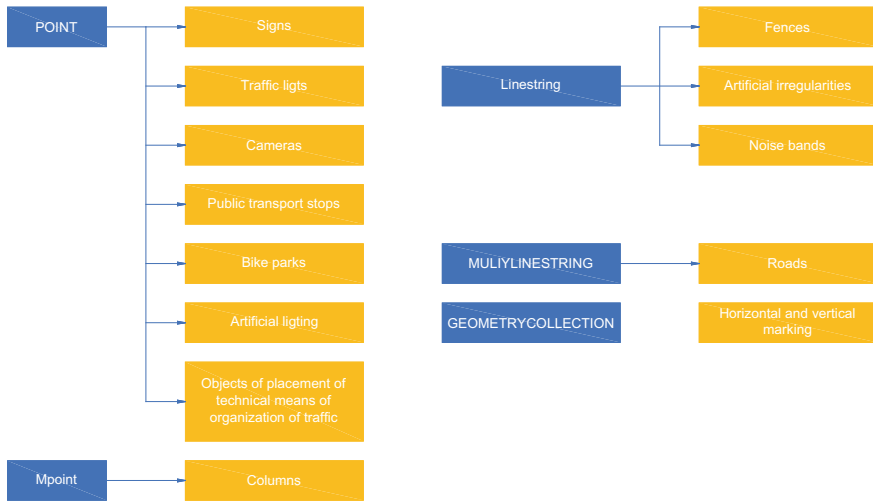 POINT
Signs
Traffic ligts
Cameras
Public transport stops
Bike parks
Artificial ligting
Objects of placement of
technical means of
organization of traffic
Mpoint
Columns
Linestring
Fences
Artificial irregularities
Noise bands
MULIYLINESTRING
Roads
GEOMETRYCOLLECTION
Horizontal and vertical
marking